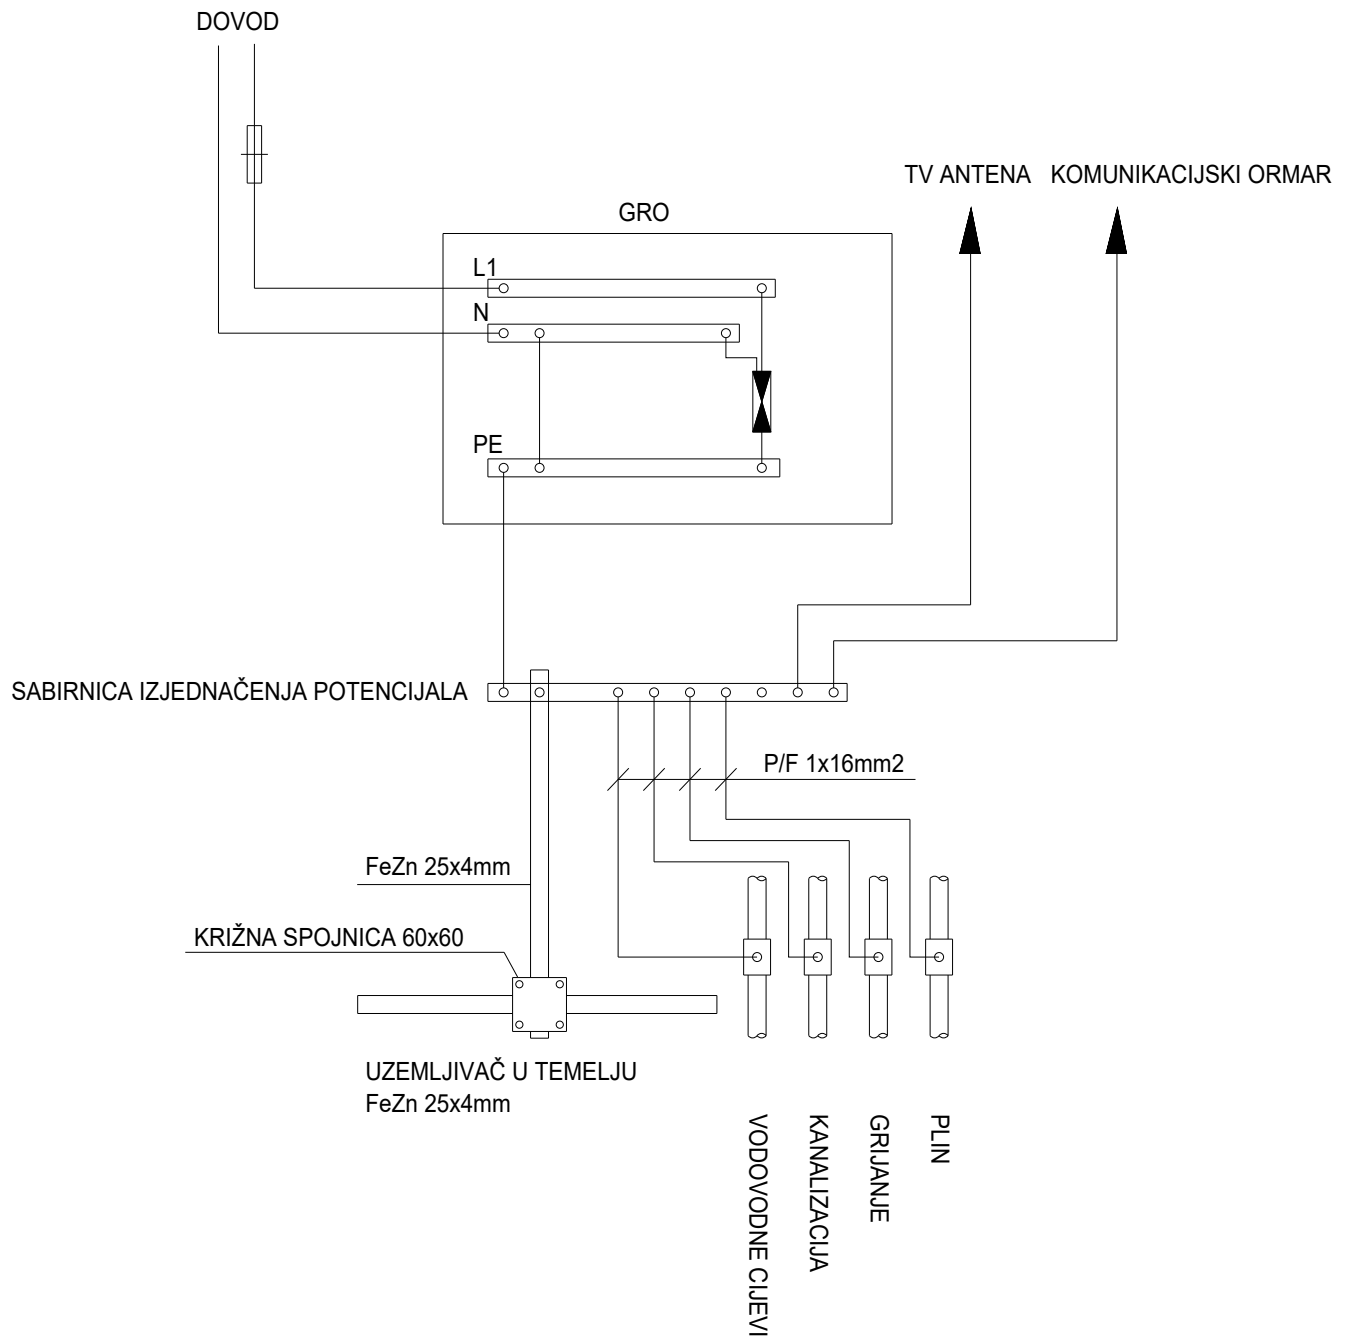 DOVOD
TV ANTENA
KOMUNIKACIJSKI ORMAR
GRO
L1
N
PE
SABIRNICA IZJEDNAČENJA POTENCIJALA
P/F 1x16mm2
FeZn 25x4mm
KRIŽNA SPOJNICA 60x60
UZEMLJIVAČ U TEMELJU
FeZn 25x4mm
VODOVODNE CIJEVI
KANALIZACIJA
GRIJANJE
PLIN